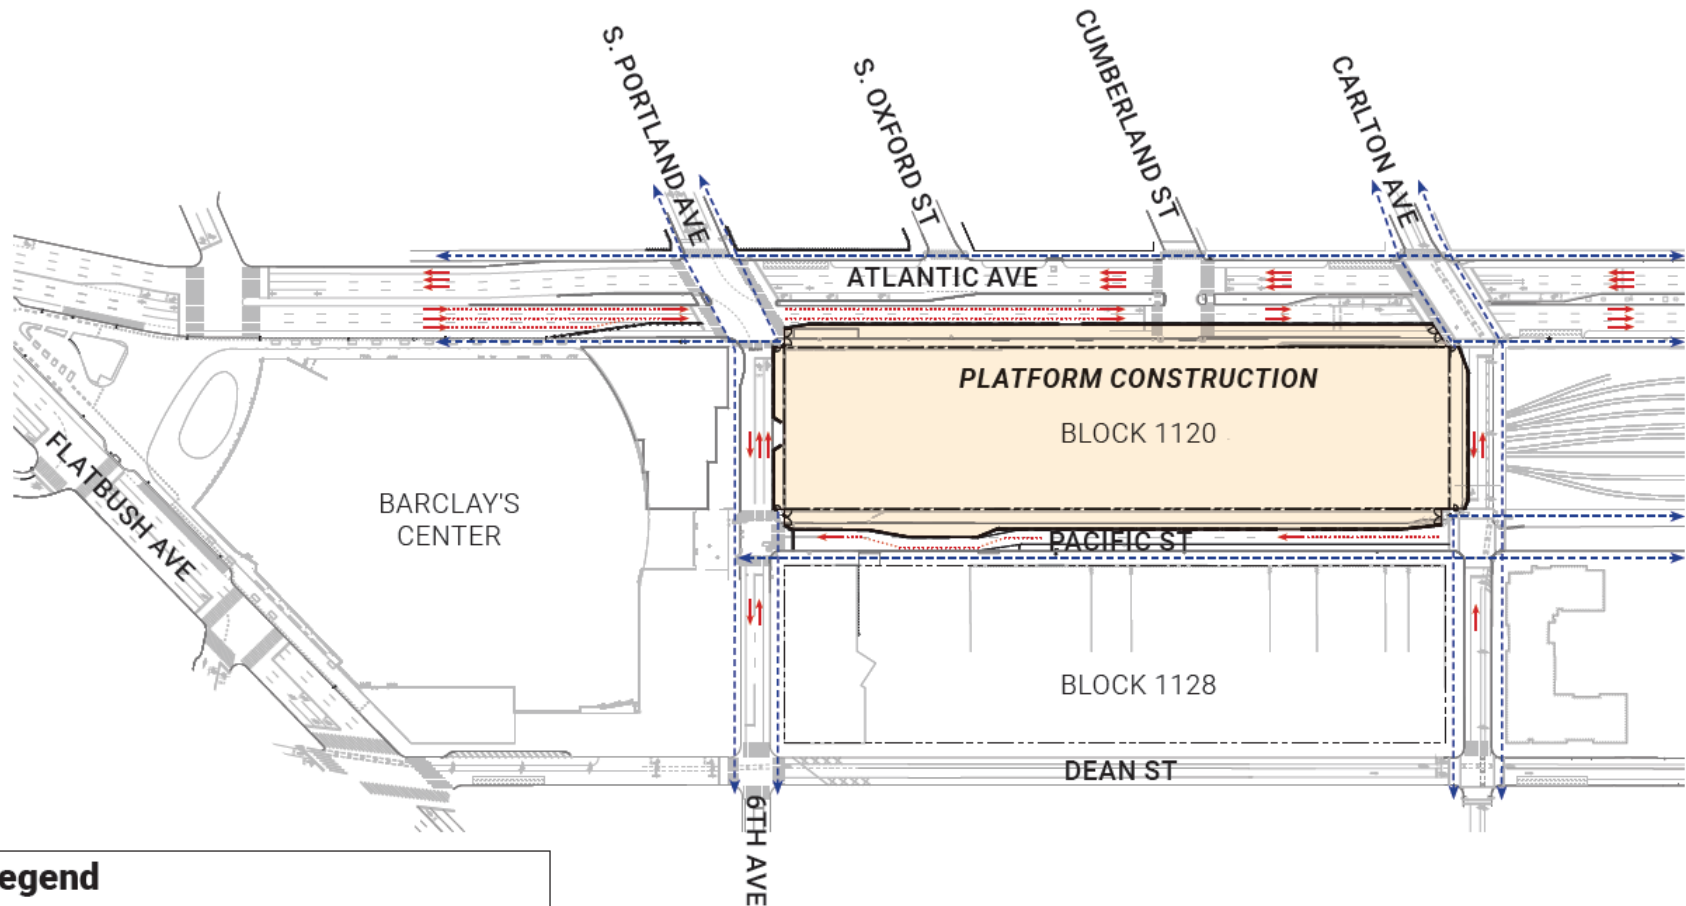 S. PORTLAND AVE
S. OXFORD ST
CUMBERLAND ST
CARLTON AVE
ATLANTIC AVE
PLATFORM CONSTRUCTION
BLOCK 1120
FLATBUSH AVE
BARCLAY'S
CENTER
PACIFIC ST
BLOCK 1128
DEAN ST
6TH AVE
egend